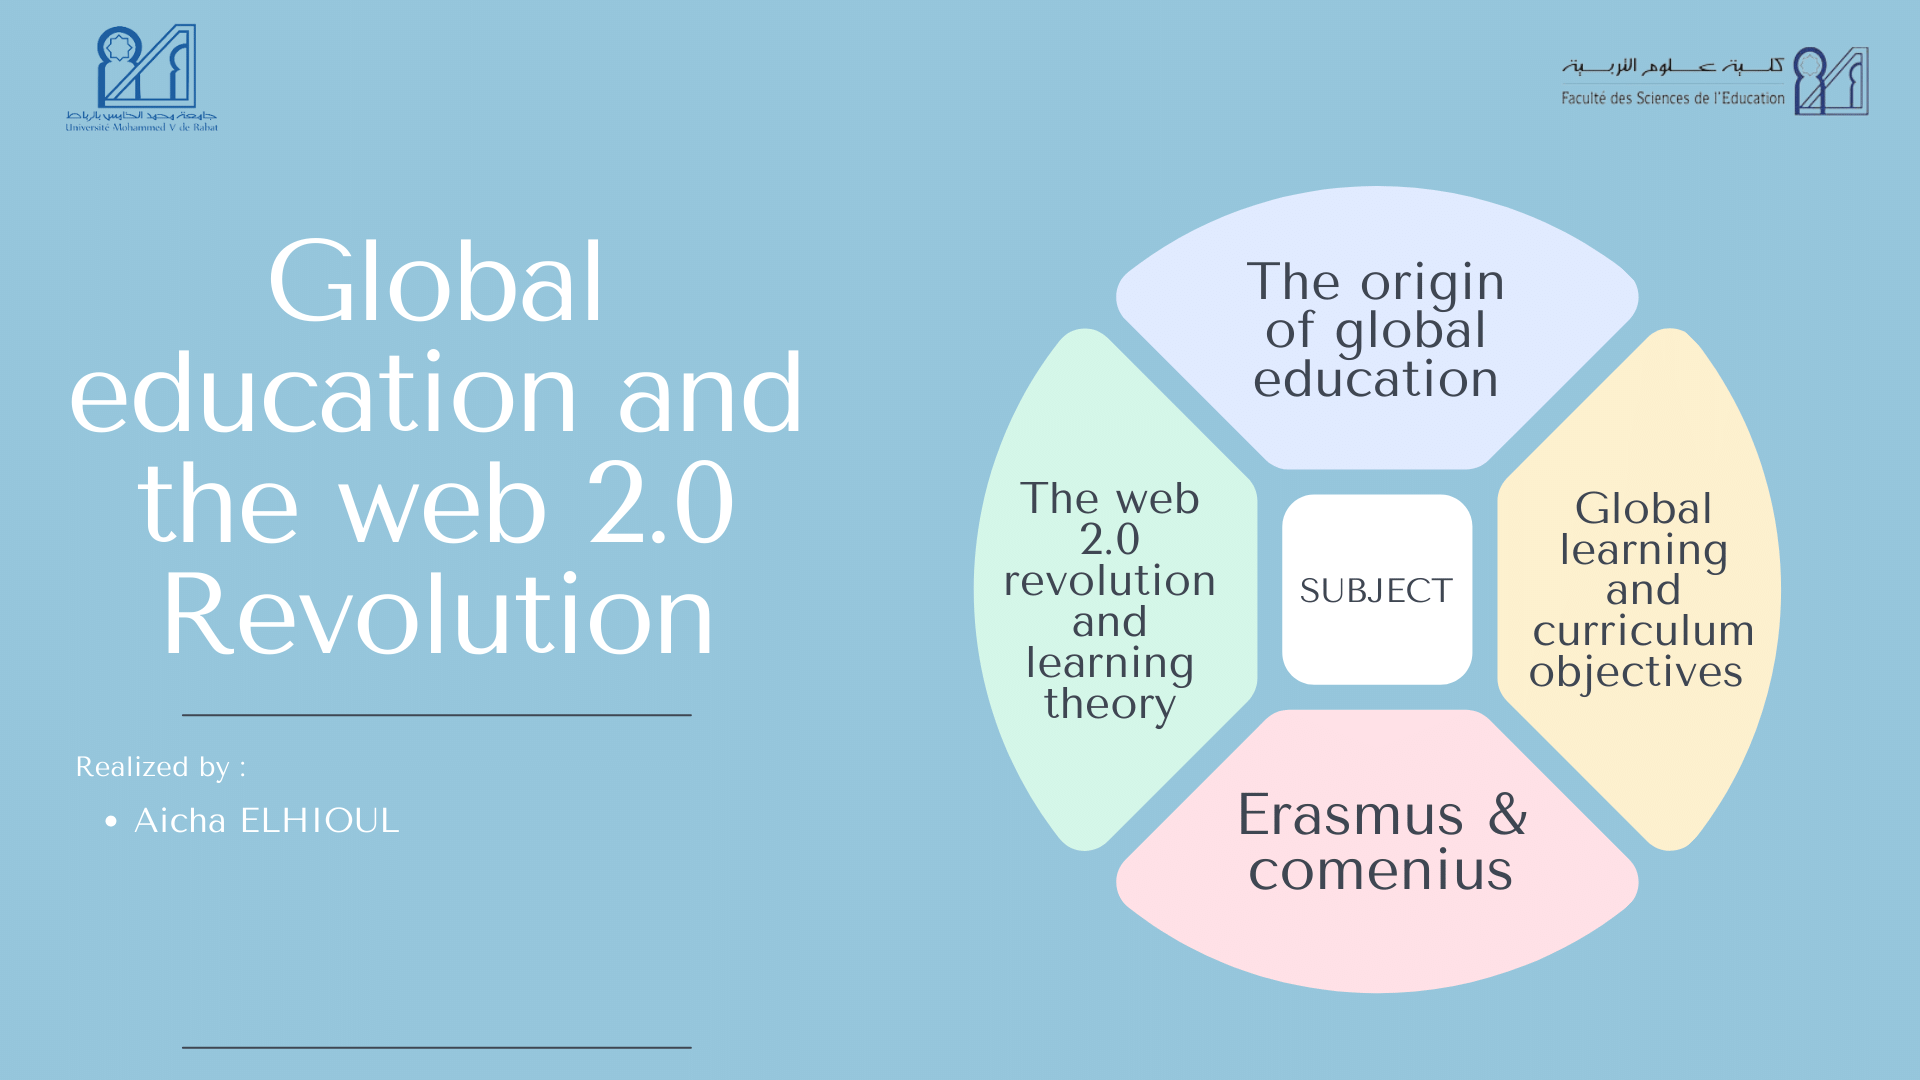 جامعة محمد الخامس بالرباط
Université Mohammed V de Rabat
كلية علوم التربية
Faculté des Sciences de l'Education
Global
education and
the web 2.0
Revolution
Realized by :
• Aicha ELHIOUL
The origin
of global
education
The web
2.0
revolution
and
learning
theory
SUBJECT
Global
learning
and
curriculum
objectives
Erasmus &
comenius